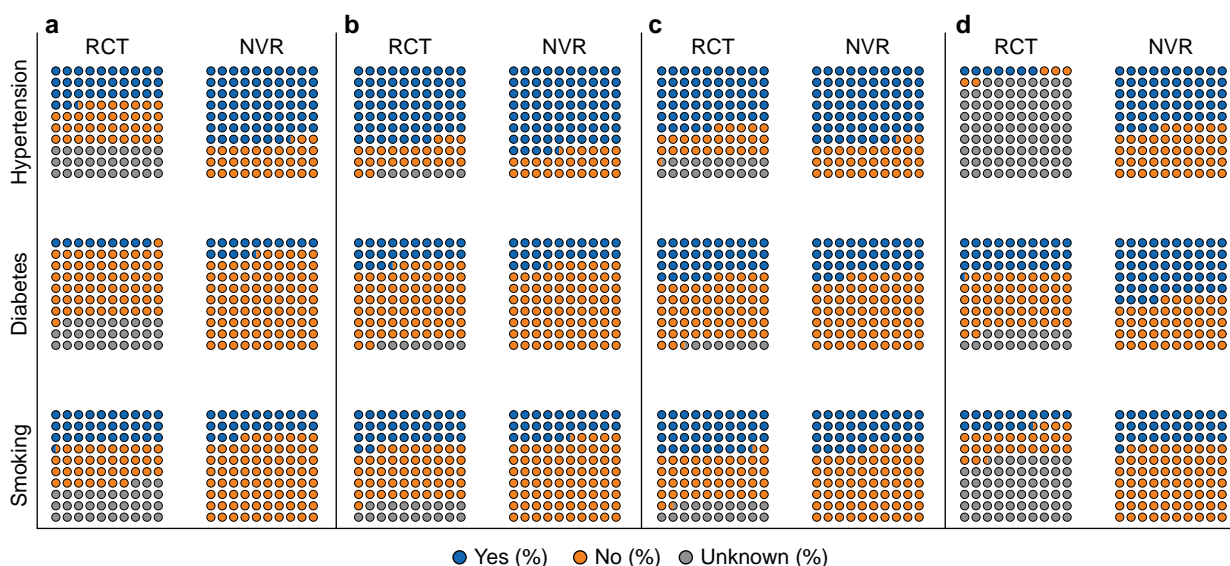 a b c d
RCT NVR RCT NVR RCT NVR RCT NVR
Hypertension
Diabetes
Smoking
Yes (%) No (%) Unknown (%)